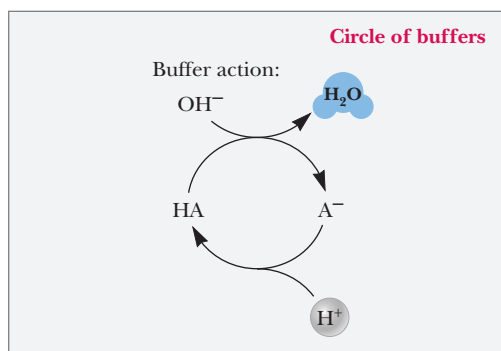 Circle of buffers
Buffer action:
OH⁻
H₂O
HA
A⁻
H⁺